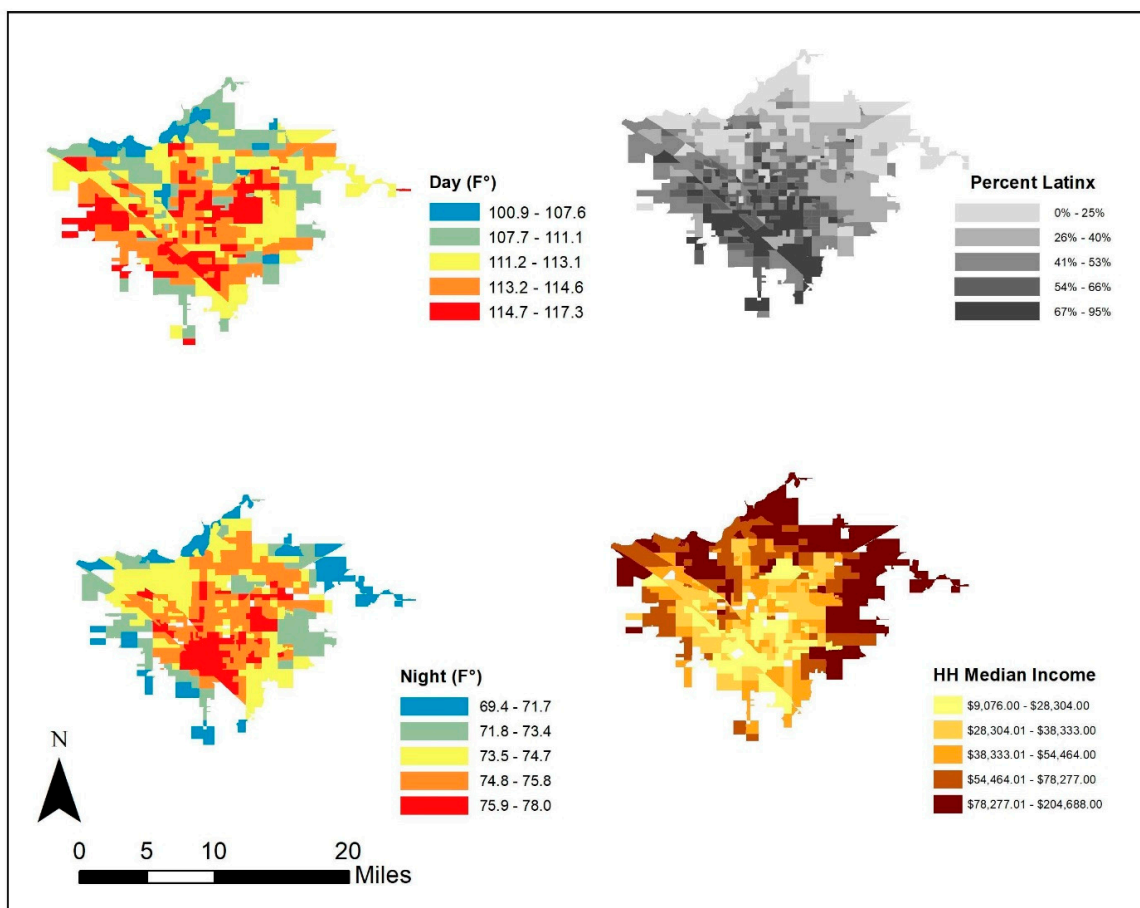 Day (F°)
100.9 - 107.6
107.7 - 111.1
111.2 - 113.1
113.2 - 114.6
114.7 - 117.3
Percent Latinx
0% - 25%
26% - 40%
41% - 53%
54% - 66%
67% - 95%
Night (F°)
69.4 - 71.7
71.8 - 73.4
73.5 - 74.7
74.8 - 75.8
75.9 - 78.0
HH Median Income
$9,076.00 - $28,304.00
$28,304.01 - $38,333.00
$38,333.01 - $54,464.00
$54,464.01 - $78,277.00
$78,277.01 - $204,688.00
N
0 5 10 20
Miles